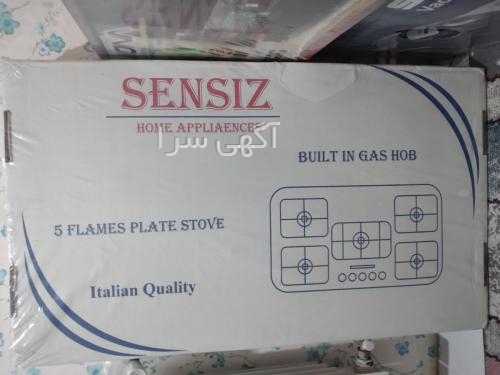 SENSIZ
HOME APPLIAENCES
آگهی سرا
BUILT IN GAS HOB
5 FLAMES PLATE STOVE
Italian Quality